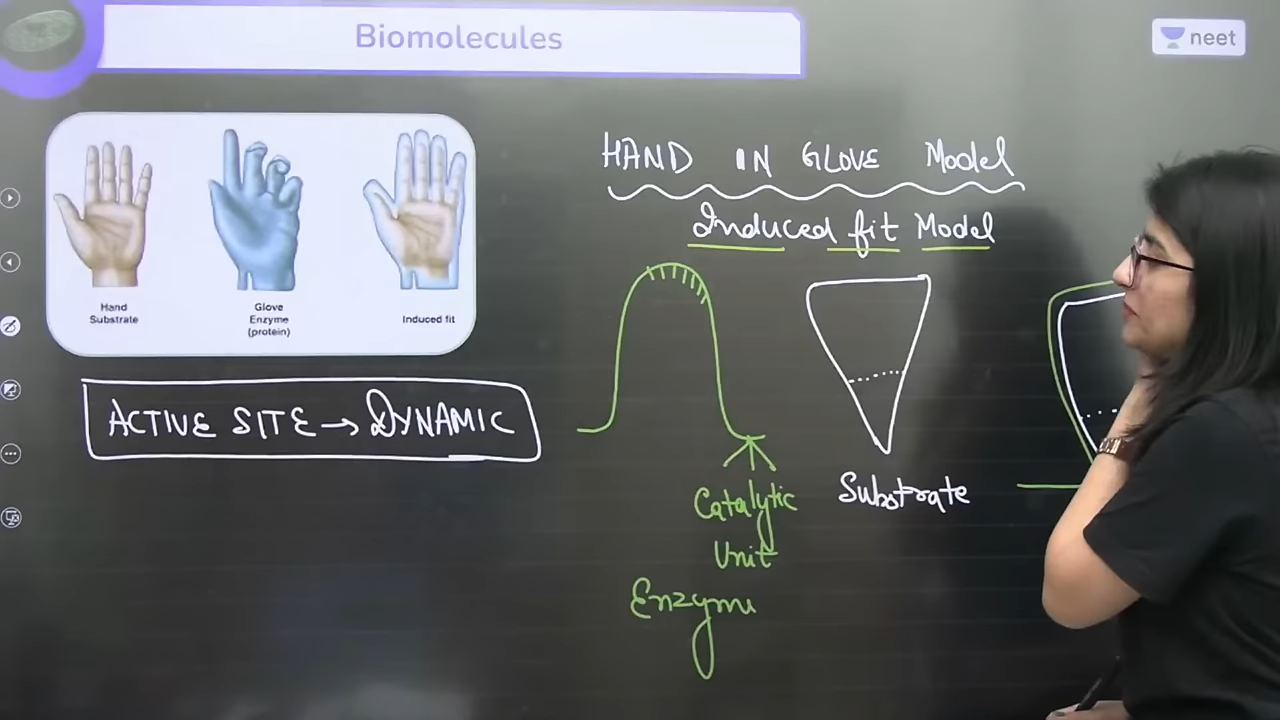 Biomolecules
neet
HAND IN GLOVE Model
Induced fit Model
Hand
Substrate
Glove
Enzyme
(protein)
Induced fit
ACTIVE SITE → DYNAMIC
Substrate
Catalytic
Unit
Enzyme